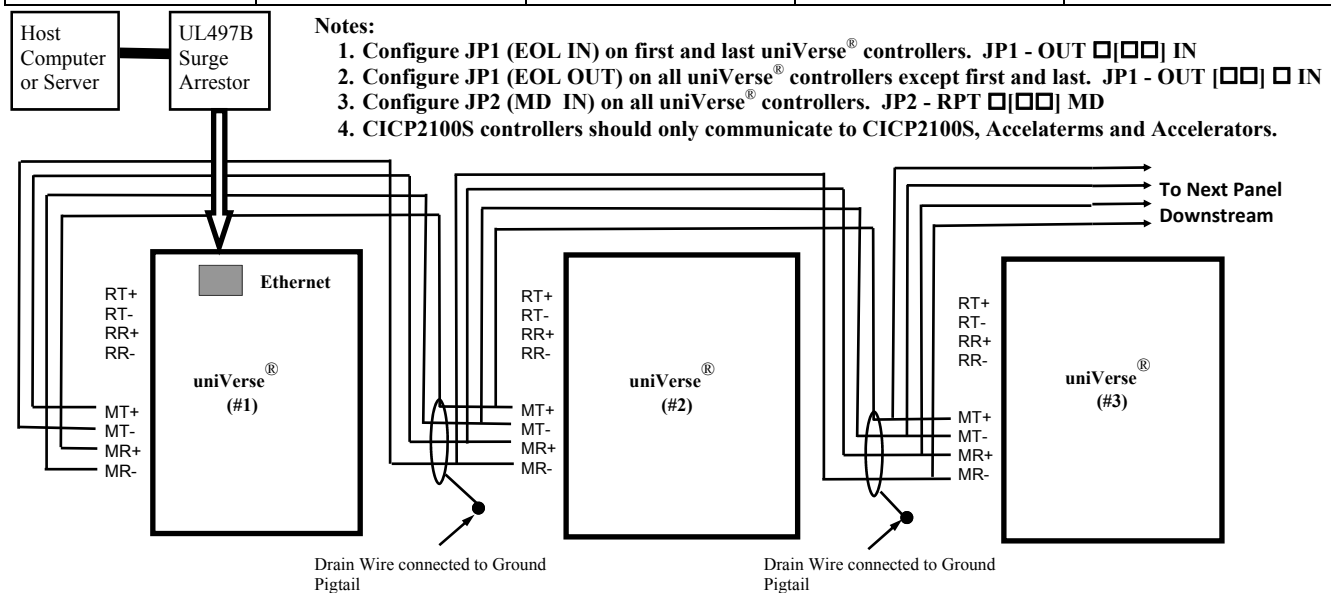 Host
Computer
or Server
UL497B
Surge
Arrestor
Notes:
1. Configure JP1 (EOL IN) on first and last uniVerse® controllers. JP1 - OUT □[□□] IN
2. Configure JP1 (EOL OUT) on all uniVerse® controllers except first and last. JP1 - OUT [□□] □ IN
3. Configure JP2 (MD IN) on all uniVerse® controllers. JP2 - RPT □[□□] MD
4. CICP2100S controllers should only communicate to CICP2100S, Accelaterms and Accelerators.
To Next Panel
Downstream
Ethernet
RT+
RT-
RR+
RR-
uniVerse®
(#1)
MT+
MT-
MR+
MR-
RT+
RT-
RR+
RR-
uniVerse®
(#2)
MT+
MT-
MR+
MR-
RT+
RT-
RR+
RR-
uniVerse®
(#3)
MT+
MT-
MR+
MR-
Drain Wire connected to Ground
Pigtail
Drain Wire connected to Ground
Pigtail